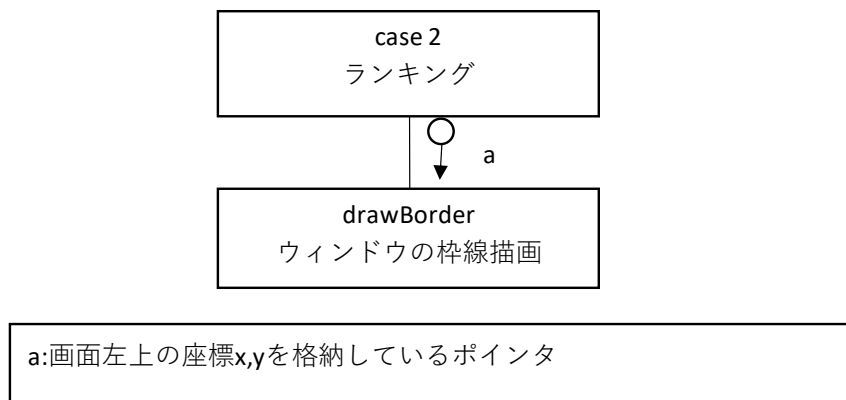 case 2
ランキング
a
drawBorder
ウィンドウの枠線描画
a:画面左上の座標x,yを格納しているポインタ